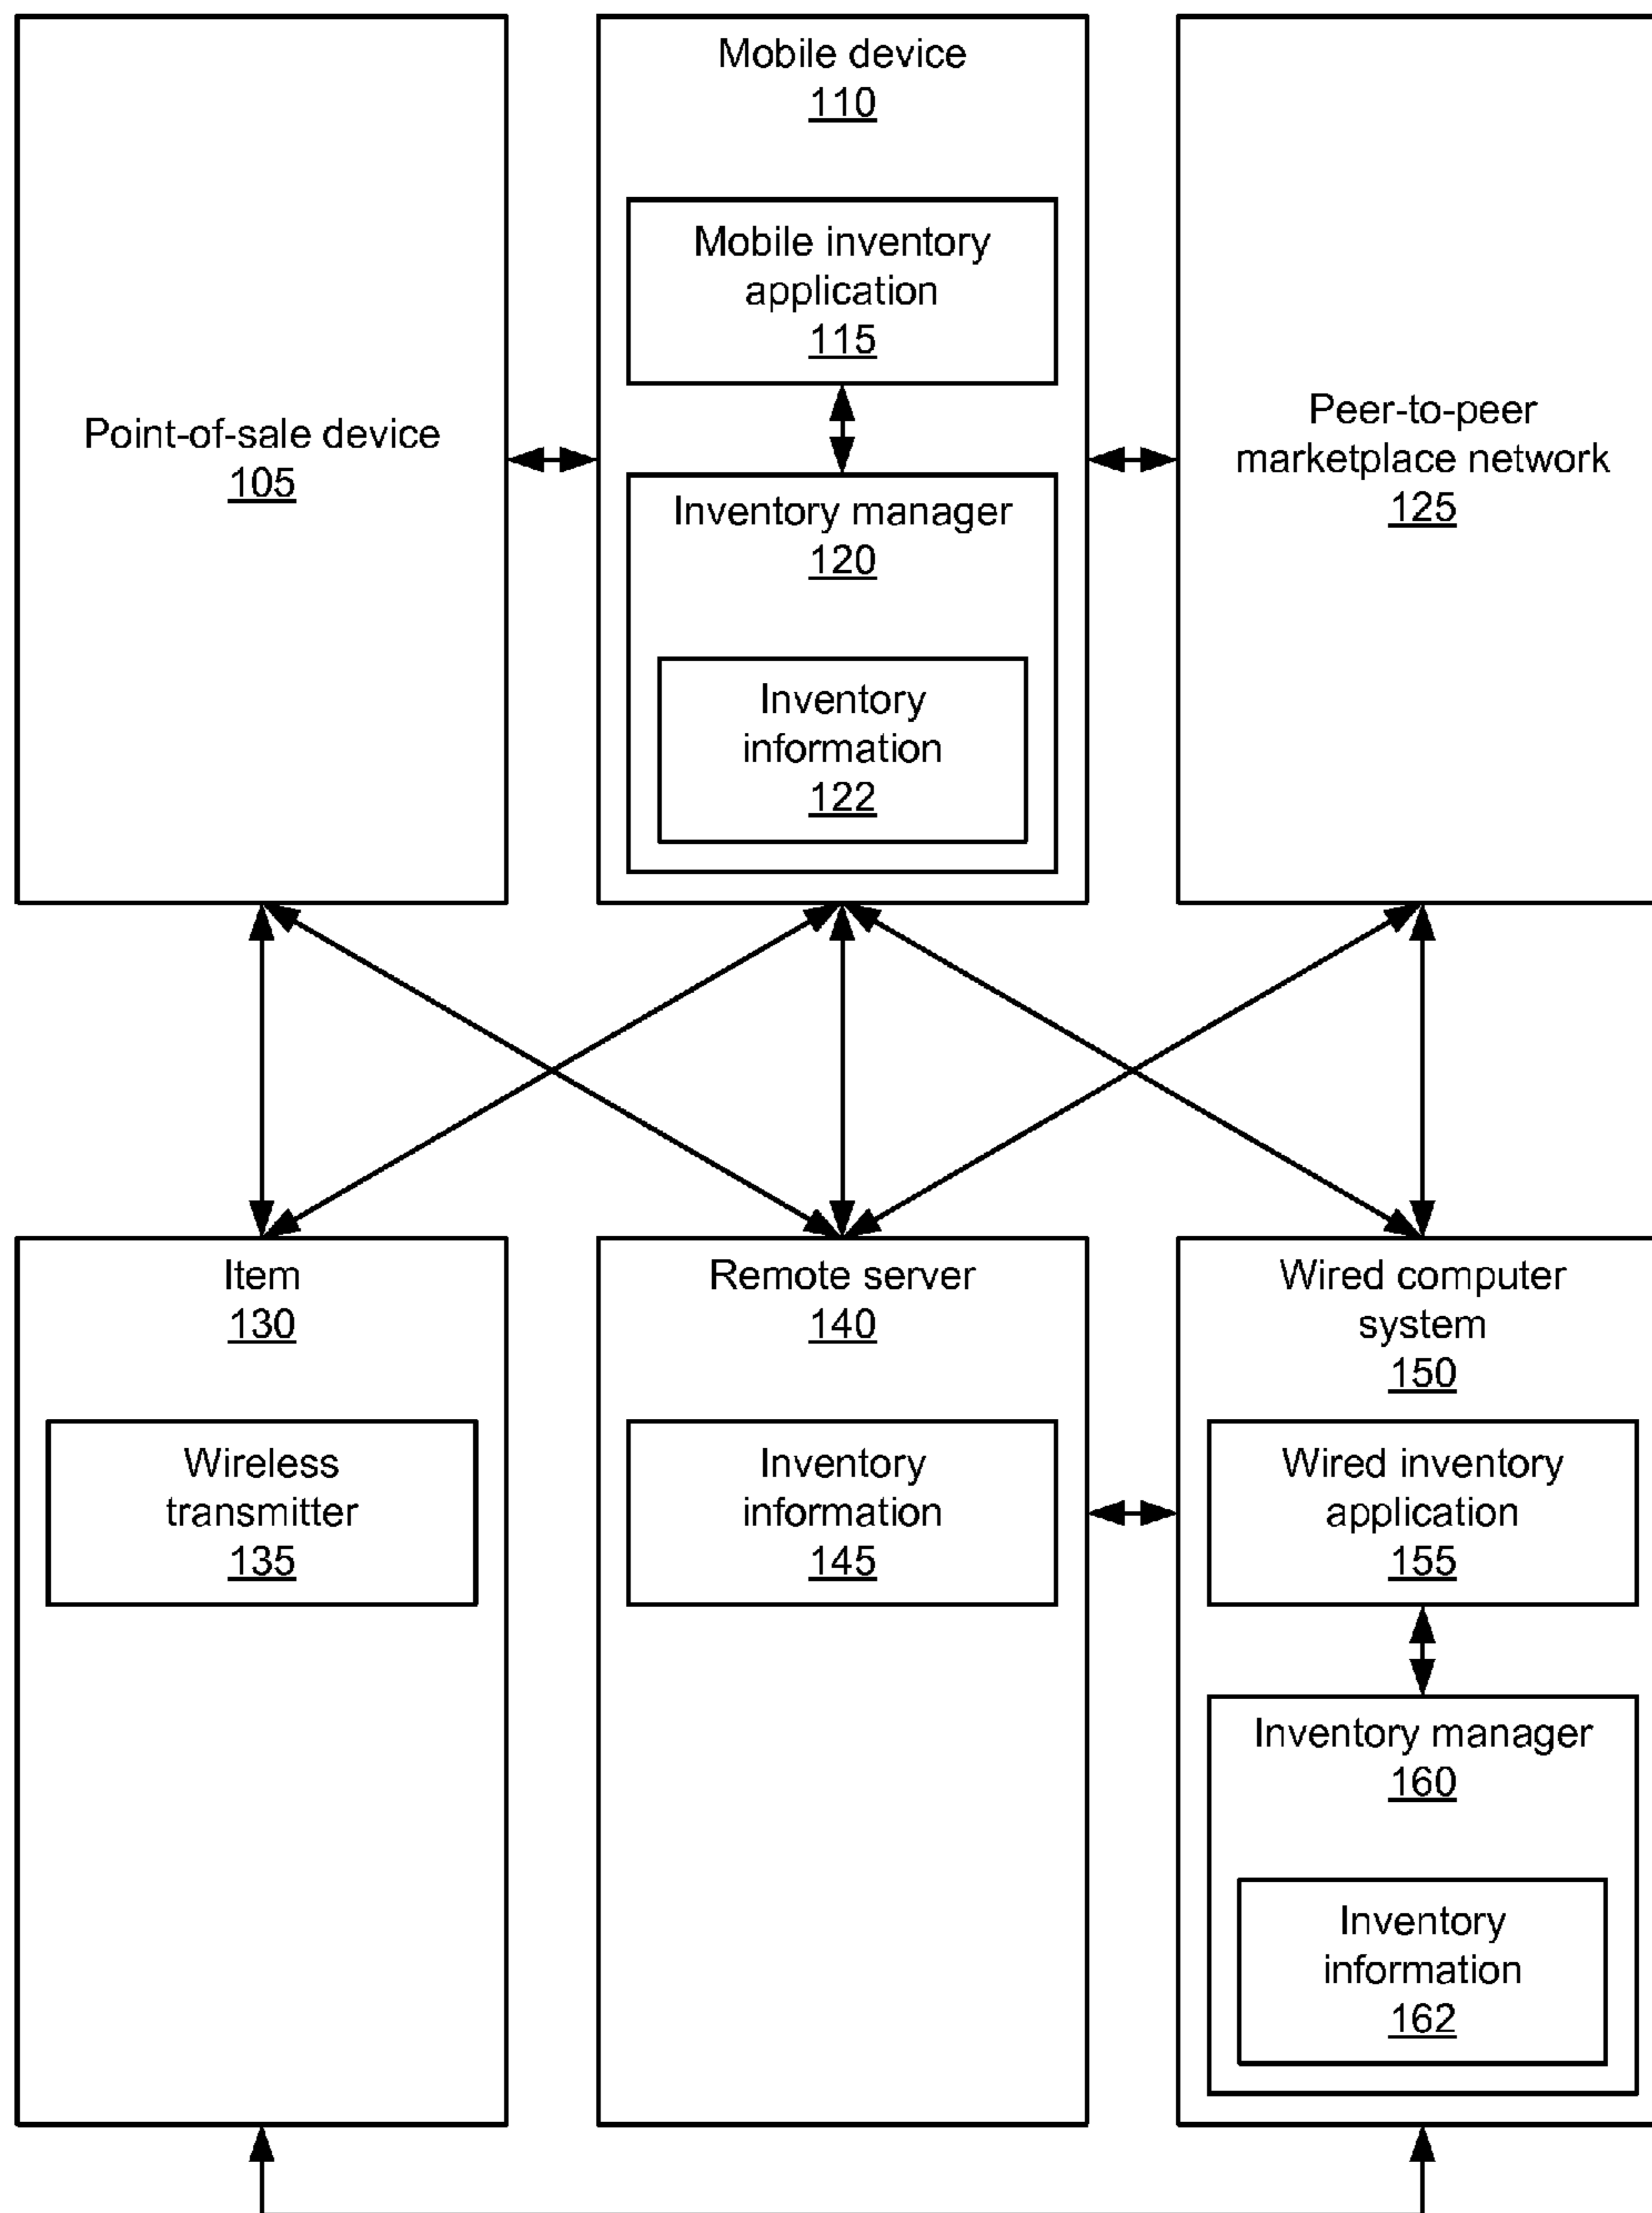 Point-of-sale device
105
Mobile device
110
Mobile inventory
application
115
Inventory manager
120
Inventory
information
122
Peer-to-peer
marketplace network
125
Item
130
Wireless
transmitter
135
Remote server
140
Inventory
information
145
Wired computer
system
150
Wired inventory
application
155
Inventory manager
160
Inventory
information
162